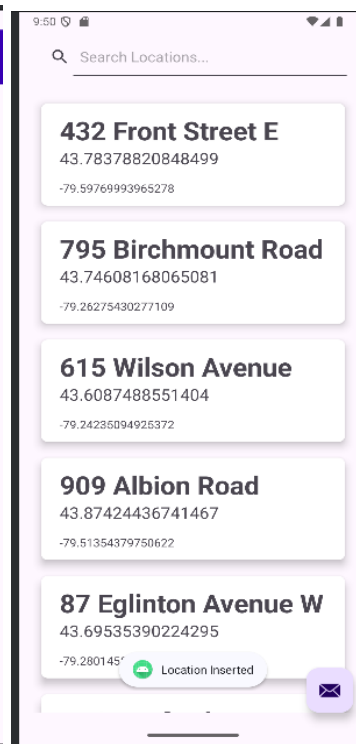 9:50
Search Locations...
432 Front Street E
43.78378820848499
-79.59769993965278
795 Birchmount Road
43.74608168065081
-79.26275430277109
615 Wilson Avenue
43.6087488551404
-79.24235094925372
909 Albion Road
43.87424436741467
-79.51354379750622
87 Eglinton Avenue W
43.69535390224295
-79.280145
Location Inserted